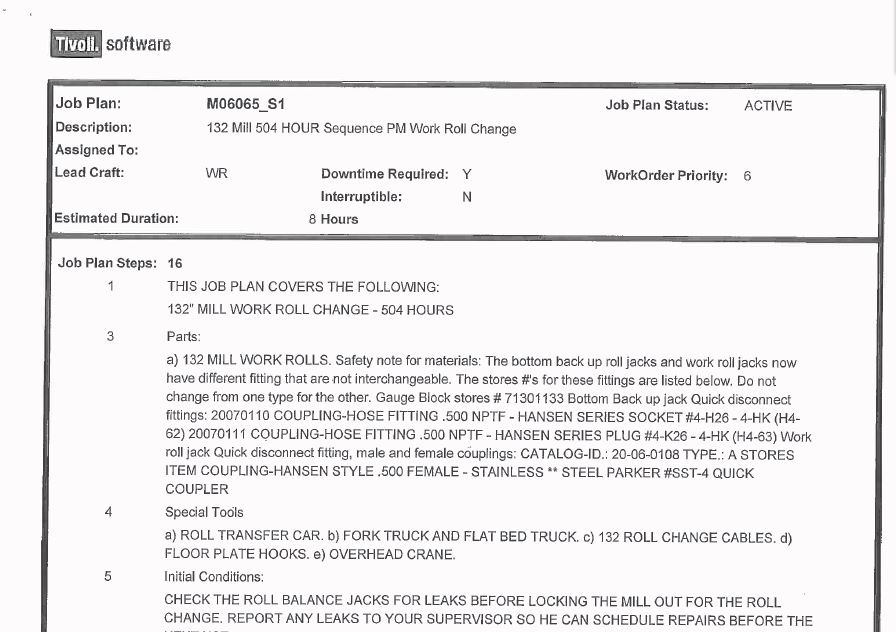 Tivoli. software
Job Plan: M06065_S1 Job Plan Status: ACTIVE
Description: 132 Mill 504 HOUR Sequence PM Work Roll Change
Assigned To:
Lead Craft: WR Downtime Required: Y WorkOrder Priority: 6
Interruptible: N
Estimated Duration: 8 Hours
Job Plan Steps: 16
1 THIS JOB PLAN COVERS THE FOLLOWING:
132" MILL WORK ROLL CHANGE - 504 HOURS
3 Parts:
a) 132 MILL WORK ROLLS. Safety note for materials: The bottom back up roll jacks and work roll jacks now
have different fitting that are not interchangeable. The stores #'s for these fittings are listed below. Do not
change from one type for the other. Gauge Block stores # 71301133 Bottom Back up jack Quick disconnect
fittings: 20070110 COUPLING-HOSE FITTING .500 NPTF - HANSEN SERIES SOCKET #4-H26 - 4-HK (H4-
62) 20070111 COUPLING-HOSE FITTING .500 NPTF - HANSEN SERIES PLUG #4-K26 - 4-HK (H4-63) Work
roll jack Quick disconnect fitting, male and female couplings: CATALOG-ID.: 20-06-0108 TYPE.: A STORES
ITEM COUPLING-HANSEN STYLE .500 FEMALE - STAINLESS ** STEEL PARKER #SST-4 QUICK
COUPLER
4 Special Tools
a) ROLL TRANSFER CAR. b) FORK TRUCK AND FLAT BED TRUCK. c) 132 ROLL CHANGE CABLES. d)
FLOOR PLATE HOOKS. e) OVERHEAD CRANE.
5 Initial Conditions:
CHECK THE ROLL BALANCE JACKS FOR LEAKS BEFORE LOCKING THE MILL OUT FOR THE ROLL
CHANGE. REPORT ANY LEAKS TO YOUR SUPERVISOR SO HE CAN SCHEDULE REPAIRS BEFORE THE